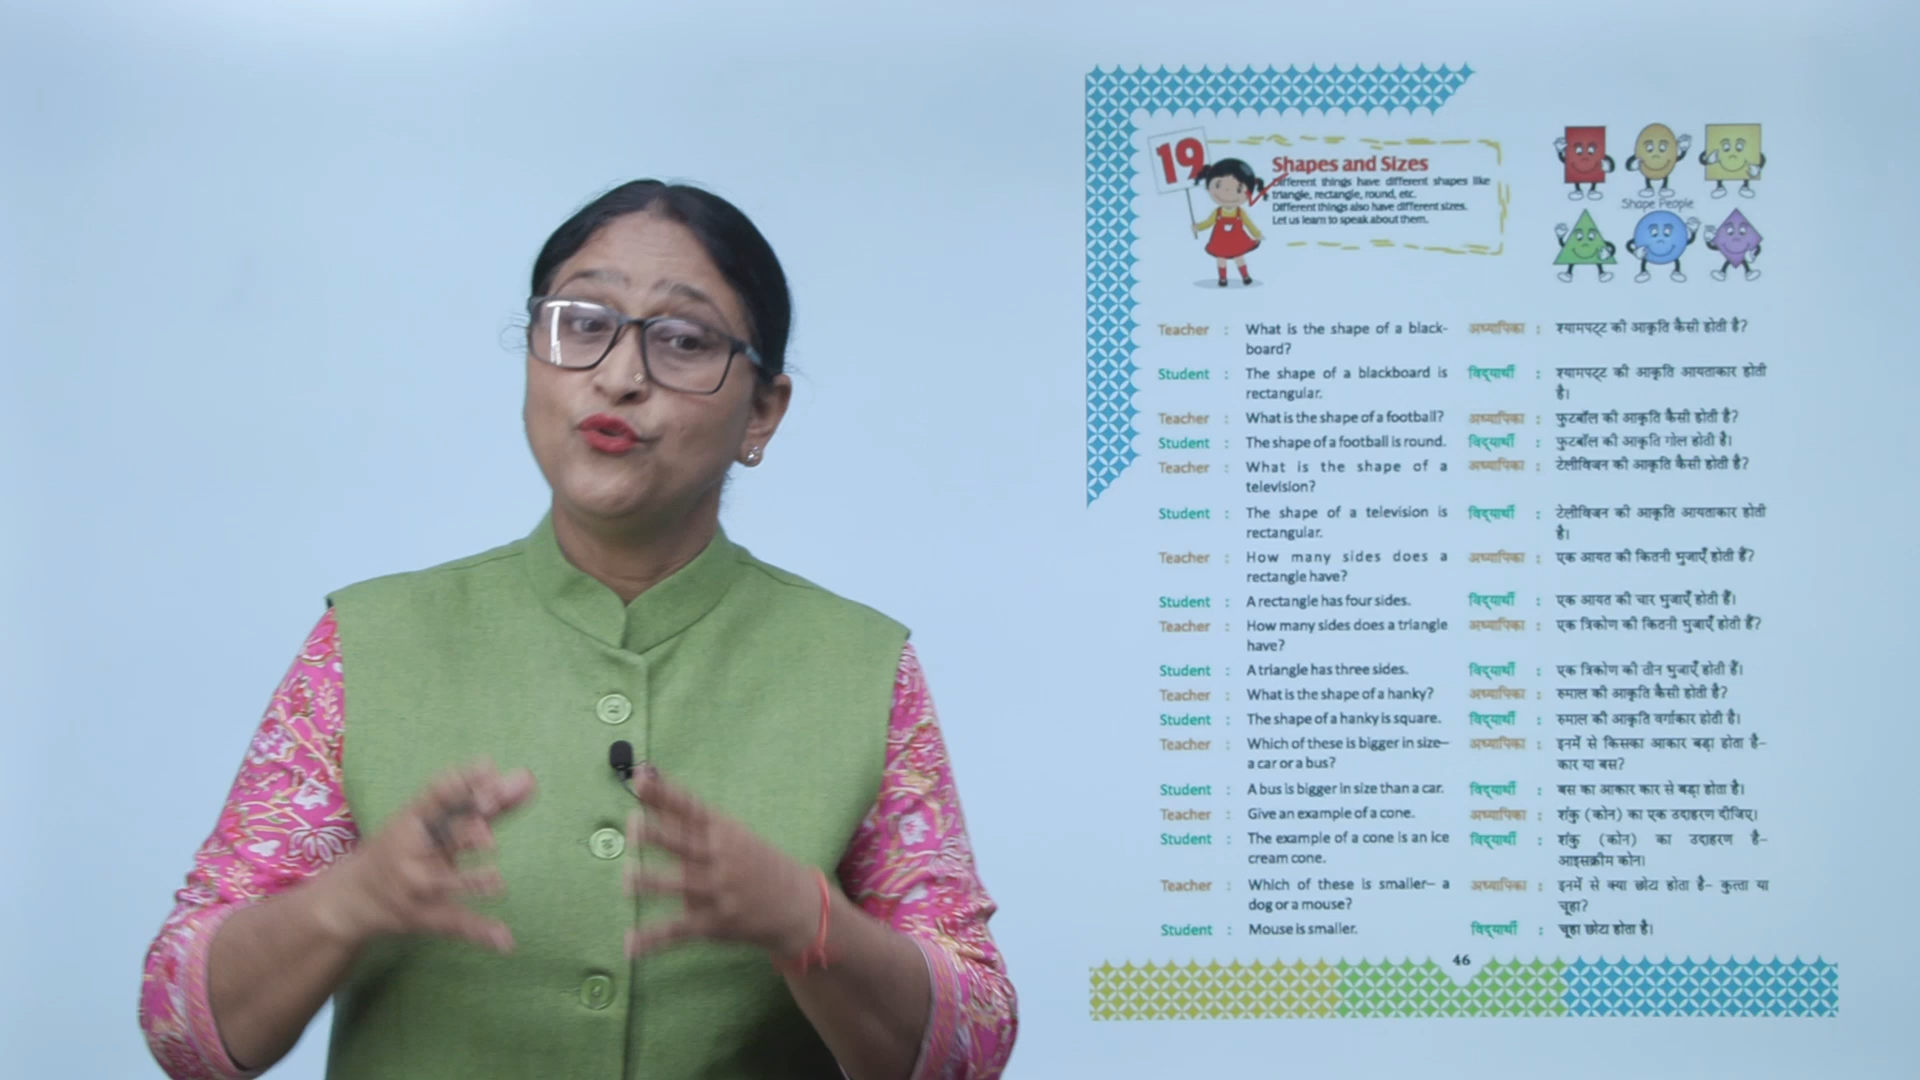 19
Shapes and Sizes
Different things have different shapes like
triangle, rectangle, round, etc.
Different things also have different sizes.
Let us learn to speak about them.
Shape People
Teacher : What is the shape of a black-
board?
अध्यापिका : श्यामपट्ट की आकृति कैसी होती है?
Student : The shape of a blackboard is
rectangular.
विद्यार्थी : श्यामपट्ट की आकृति आयताकार होती
है।
Teacher : What is the shape of a football?
अध्यापिका : फुटबॉल की आकृति कैसी होती है?
Student : The shape of a football is round.
विद्यार्थी : फुटबॉल की आकृति गोल होती है।
Teacher : What is the shape of a
television?
अध्यापिका : टेलीविजन की आकृति कैसी होती है?
Student : The shape of a television is
rectangular.
विद्यार्थी : टेलीविजन की आकृति आयताकार होती
है।
Teacher : How many sides does a
rectangle have?
अध्यापिका : एक आयत की कितनी भुजाएँ होती हैं?
Student : A rectangle has four sides.
विद्यार्थी : एक आयत की चार भुजाएँ होती हैं।
Teacher : How many sides does a triangle
have?
अध्यापिका : एक त्रिकोण की कितनी भुजाएँ होती हैं?
Student : A triangle has three sides.
विद्यार्थी : एक त्रिकोण की तीन भुजाएँ होती हैं।
Teacher : What is the shape of a hanky?
अध्यापिका : रुमाल की आकृति कैसी होती है?
Student : The shape of a hanky is square.
विद्यार्थी : रुमाल की आकृति वर्गाकार होती है।
Teacher : Which of these is bigger in size–
a car or a bus?
अध्यापिका : इनमें से किसका आकार बड़ा होता है–
कार या बस?
Student : A bus is bigger in size than a car.
विद्यार्थी : बस का आकार कार से बड़ा होता है।
Teacher : Give an example of a cone.
अध्यापिका : शंकु (कोन) का एक उदाहरण दीजिए।
Student : The example of a cone is an ice
cream cone.
विद्यार्थी : शंकु (कोन) का उदाहरण है–
आइसक्रीम कोन।
Teacher : Which of these is smaller– a
dog or a mouse?
अध्यापिका : इनमें से क्या छोटा होता है– कुत्ता या
चूहा?
Student : Mouse is smaller.
विद्यार्थी : चूहा छोटा होता है।
46